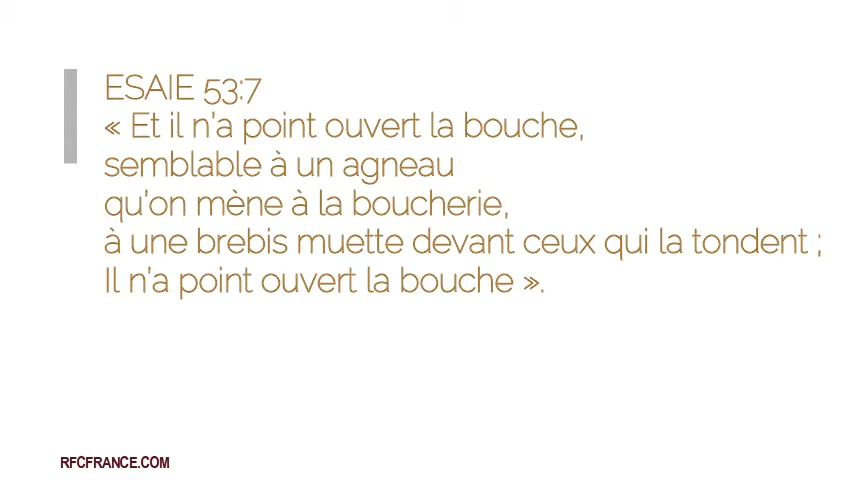 ESAIE 53:7
« Et il n'a point ouvert la bouche,
semblable à un agneau
qu'on mène à la boucherie,
à une brebis muette devant ceux qui la tondent ;
Il n'a point ouvert la bouche ».
RFCFRANCE.COM